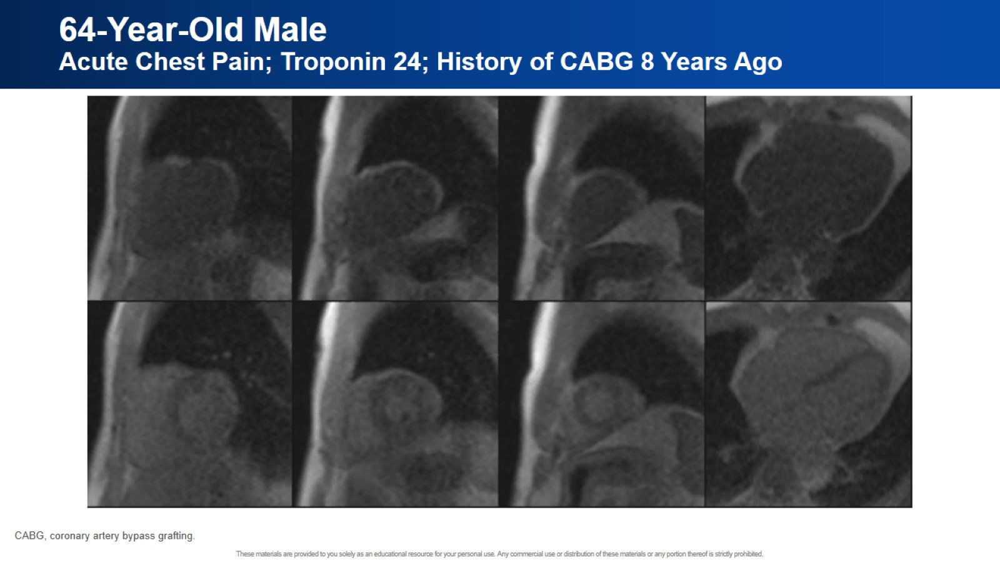 64-Year-Old Male
Acute Chest Pain; Troponin 24; History of CABG 8 Years Ago
CABG, coronary artery bypass grafting.
These materials are provided to you solely as an educational resource for your personal use. Any commercial use or distribution of these materials or any portion thereof is strictly prohibited.